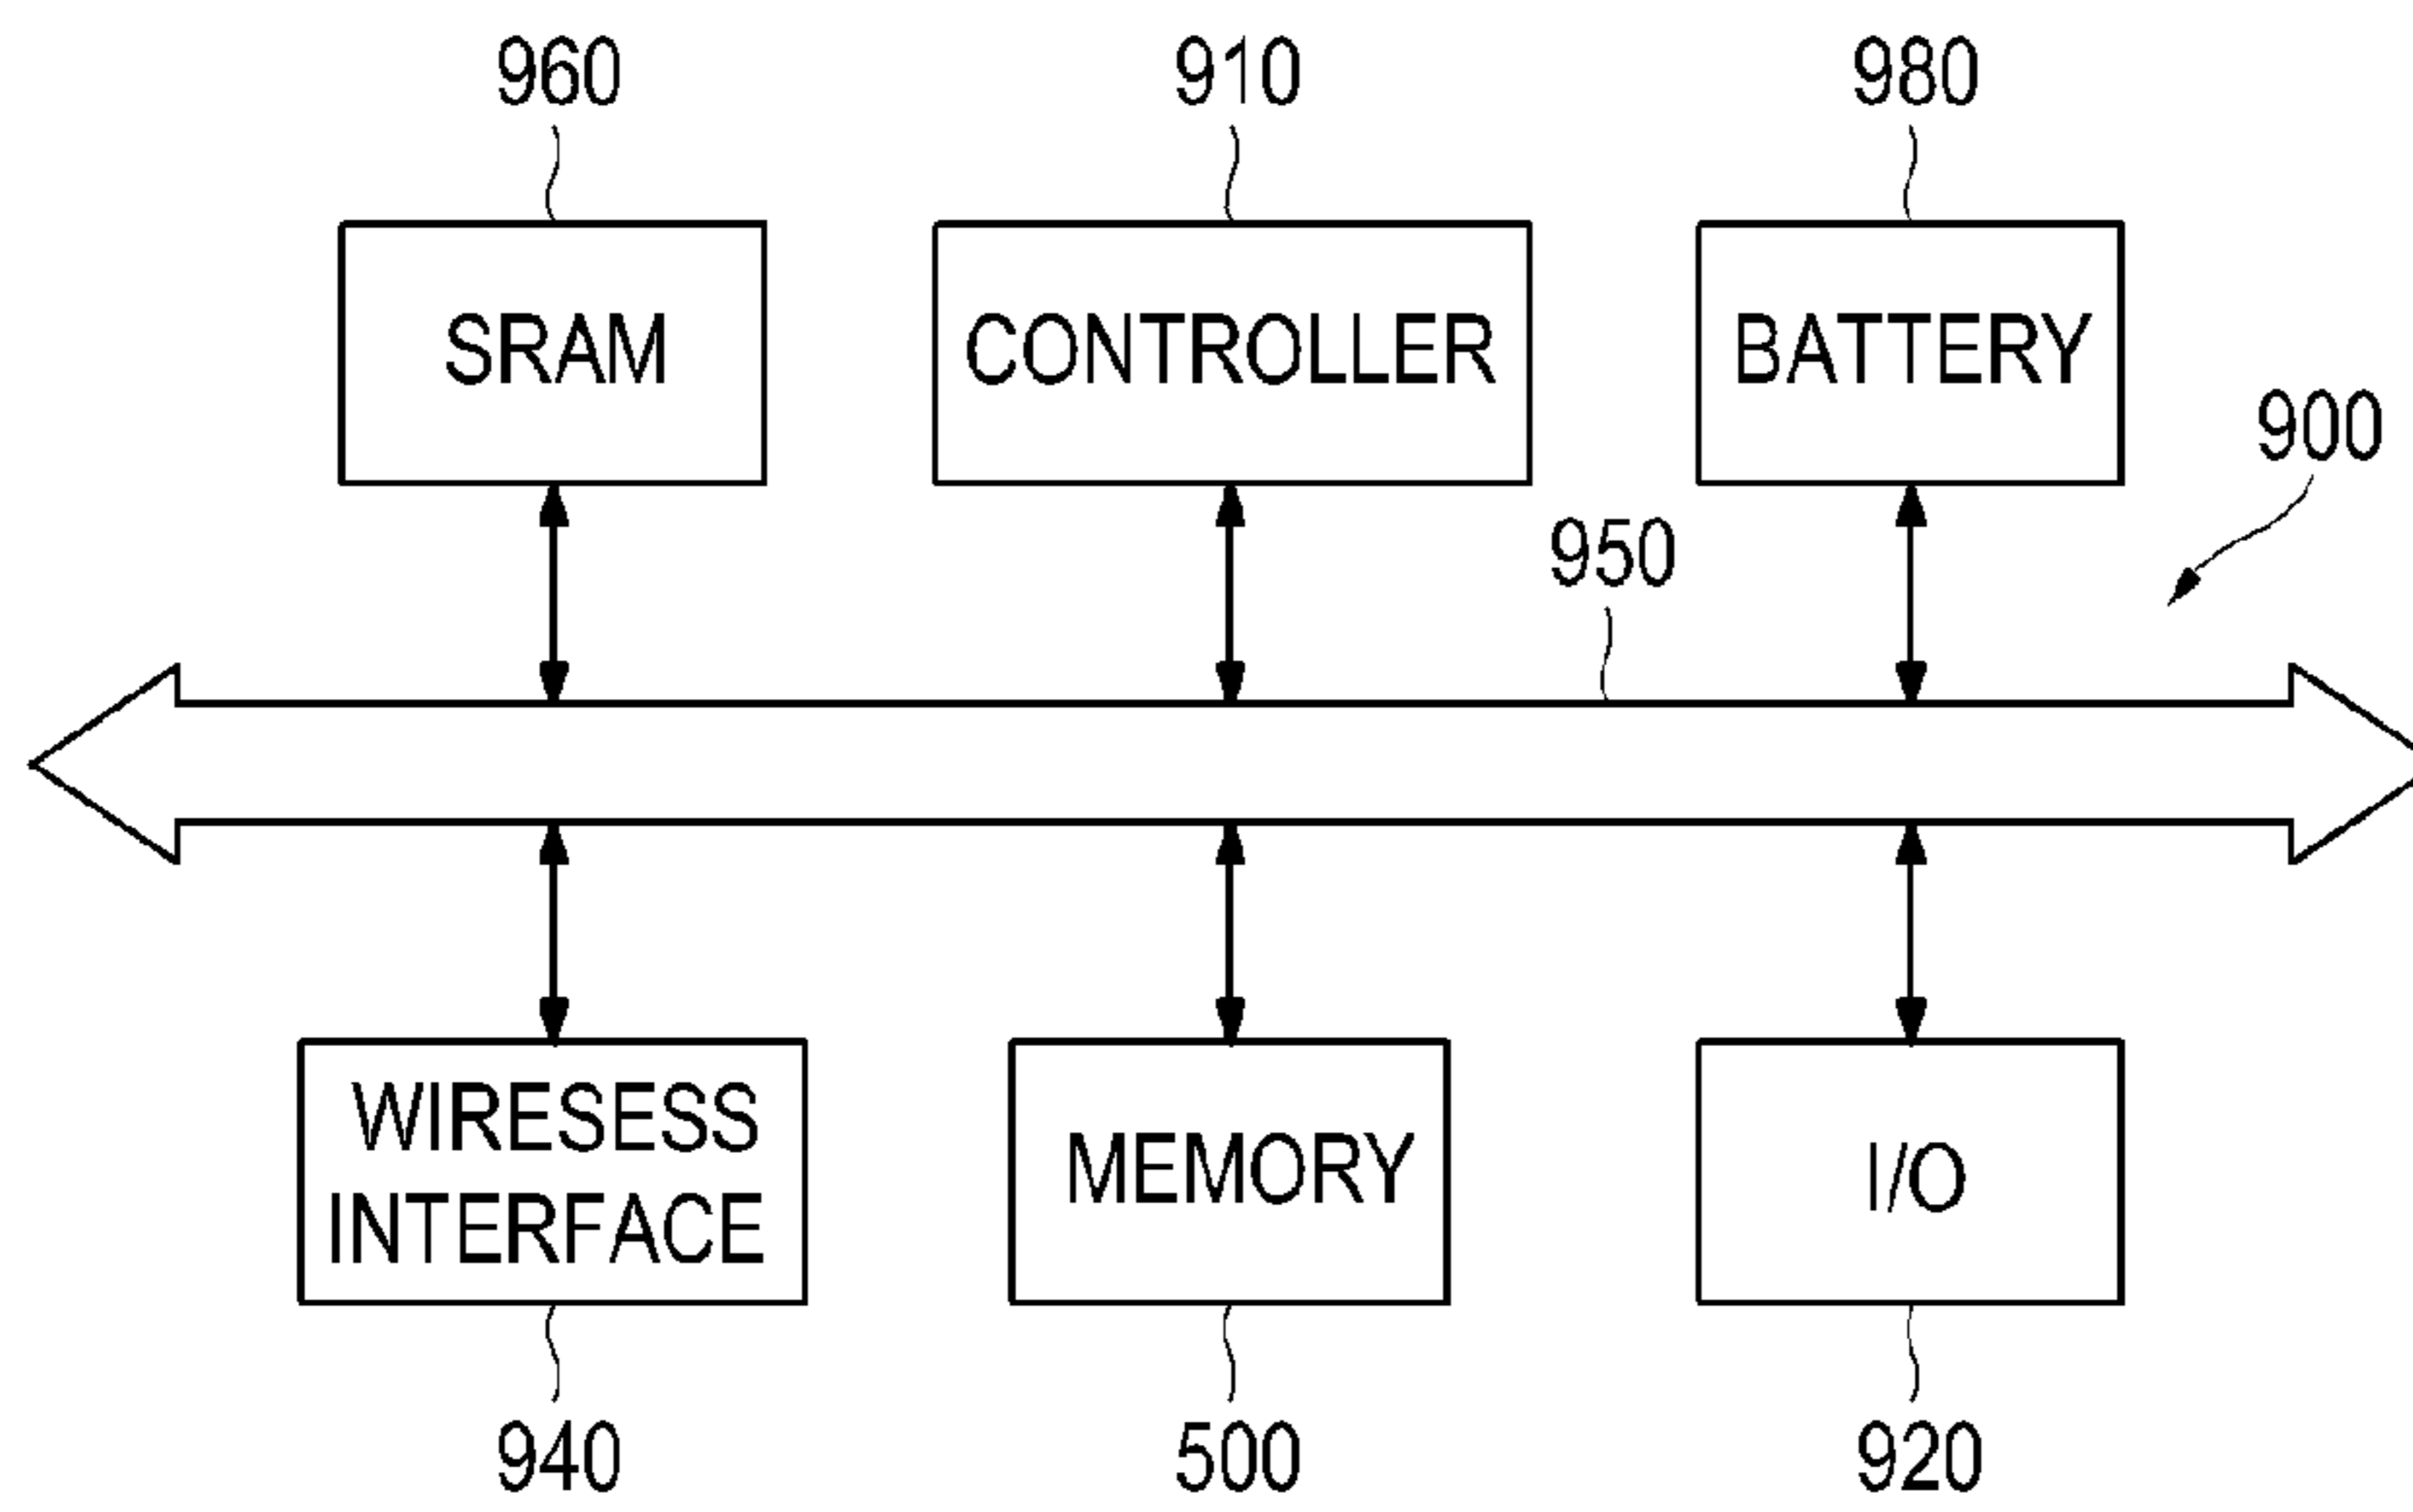 960
910
980
SRAM
CONTROLLER
BATTERY
900
950
WIRESESS
INTERFACE
MEMORY
I/O
940
500
920